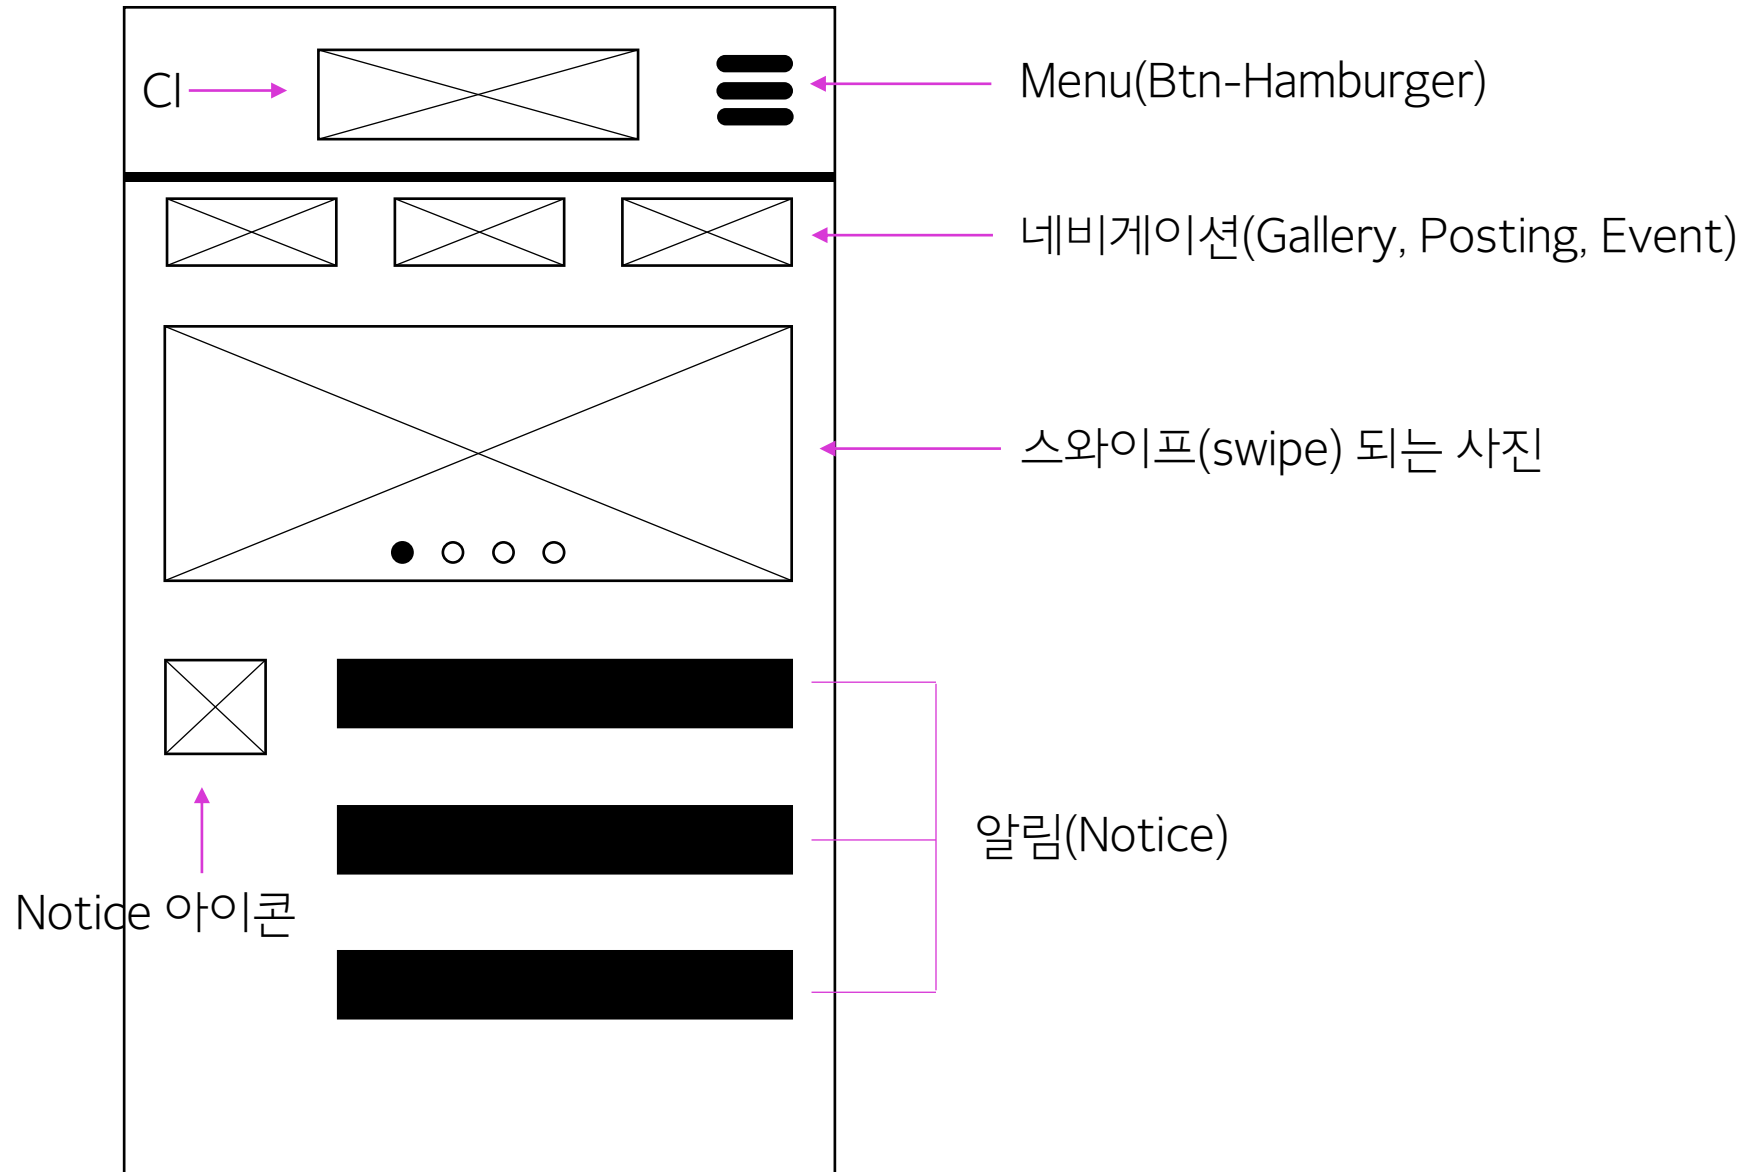 CI
Menu(Btn-Hamburger)
네비게이션(Gallery, Posting, Event)
스와이프(swipe) 되는 사진
알림(Notice)
Notice 아이콘